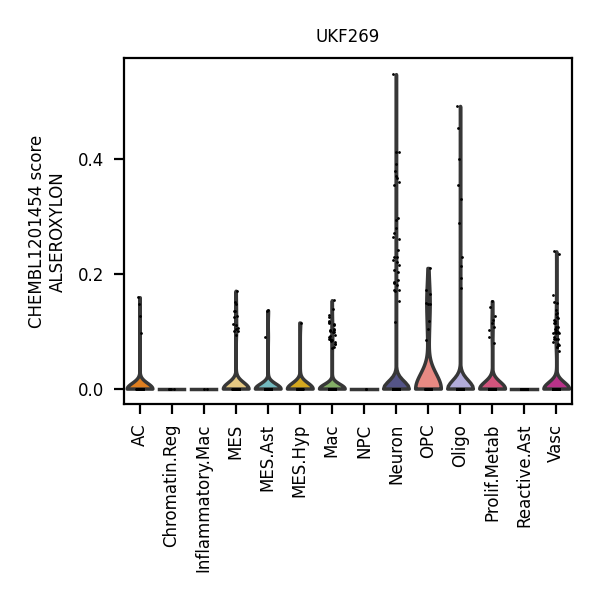 UKF269
CHEMBL1201454 score
ALSEROXYLON
0.4
0.2
0.0
AC
Chromatin.Reg
Inflammatory.Mac
MES
MES.Ast
MES.Hyp
Mac
NPC
Neuron
OPC
Oligo
Prolif.Metab
Reactive.Ast
Vasc